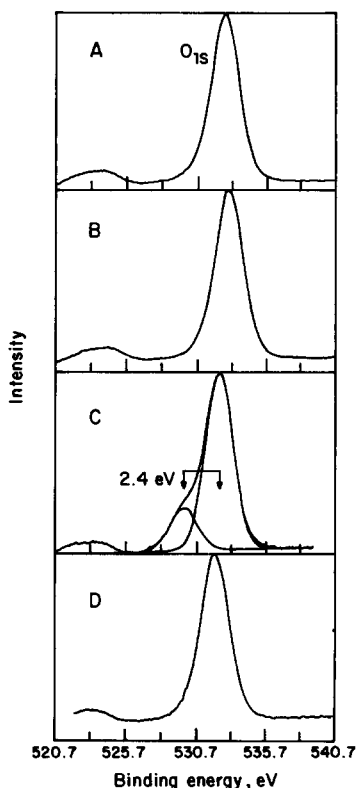 A
O1S
B
Intensity
C
2.4 eV
D
520.7 525.7 530.7 535.7 540.7
Binding energy, eV